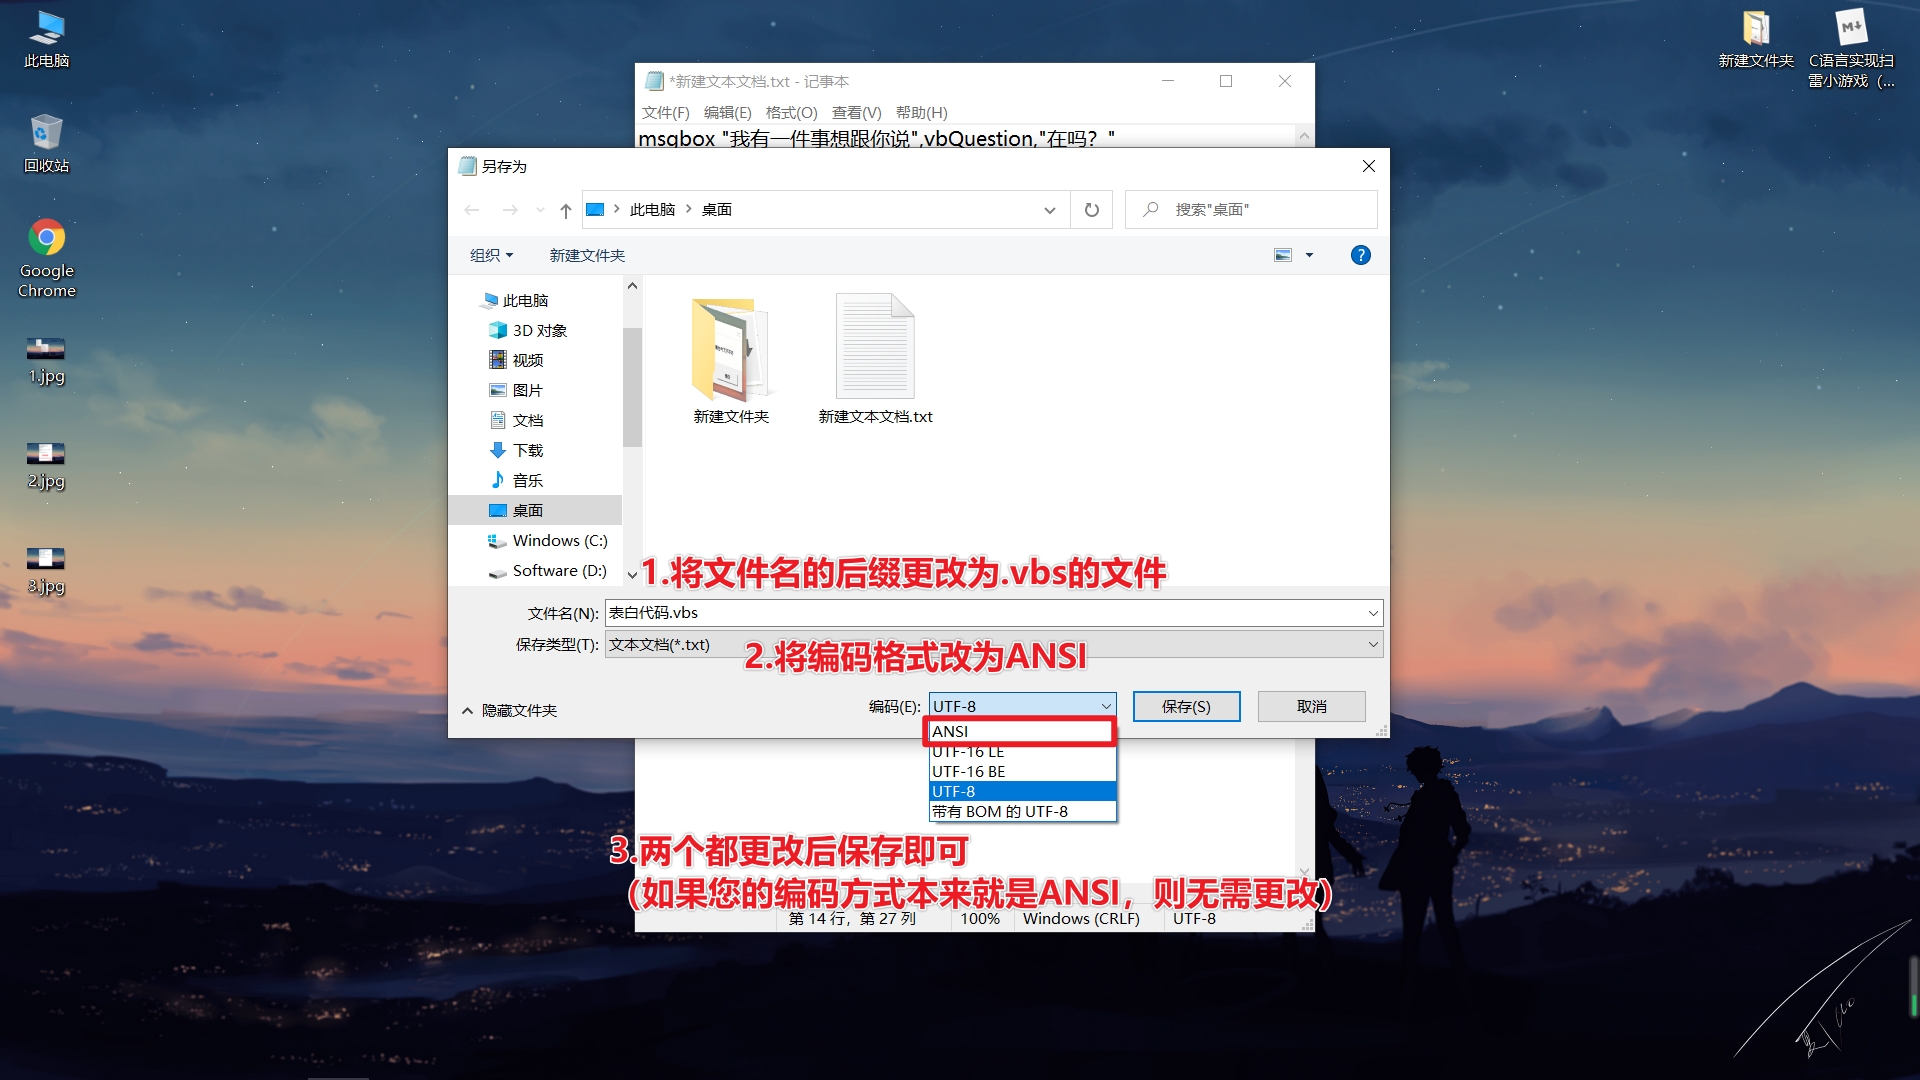 此电脑
回收站
Google
Chrome
1.jpg
2.jpg
3.jpg
新建文件夹
C语言实现扫
雷小游戏（...
M
*新建文本文档.txt - 记事本
文件(F) 编辑(E) 格式(O) 查看(V) 帮助(H)
msgbox "我有一件事想跟你说",vbQuestion,"在吗？"
另存为
此电脑 > 桌面
搜索"桌面"
组织 新建文件夹
?
此电脑
3D 对象
视频
图片
文档
下载
音乐
桌面
Windows (C:)
Software (D:)
新建文件夹
新建文本文档.txt
1.将文件名的后缀更改为.vbs的文件
文件名(N): 表白代码.vbs
保存类型(T): 文本文档(*.txt)
2.将编码格式改为ANSI
隐藏文件夹
编码(E): UTF-8
保存(S)
取消
ANSI
UTF-16 LE
UTF-16 BE
UTF-8
带有 BOM 的 UTF-8
3.两个都更改后保存即可
（如果您的编码方式本来就是ANSI，则无需更改）
第 14 行，第 27 列 100% Windows (CRLF) UTF-8